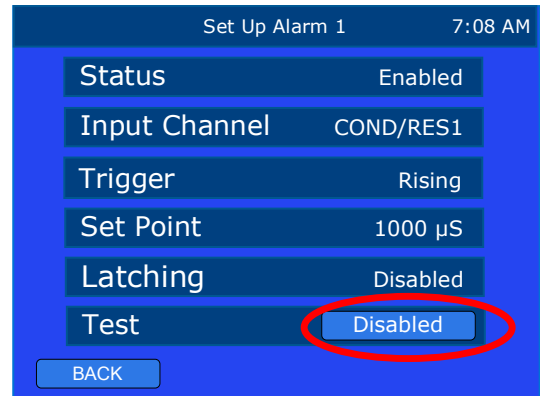 Set Up Alarm 1 7:08 AM
Status Enabled
Input Channel COND/RES1
Trigger Rising
Set Point 1000 µS
Latching Disabled
Test Disabled
BACK